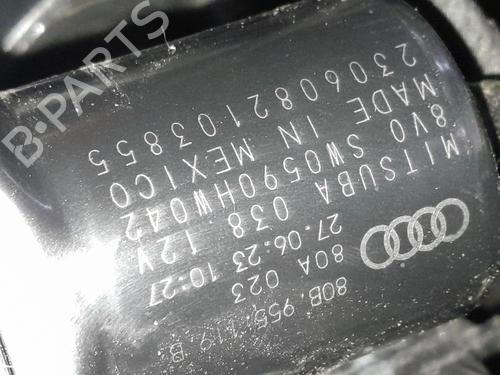 B-PARTS
80B.955.119.B
80A 023
27.06:23 10:27
MITSUBA 038 12V
8V0 SW0590HW042
MADE IN MEXICO
2306082103855